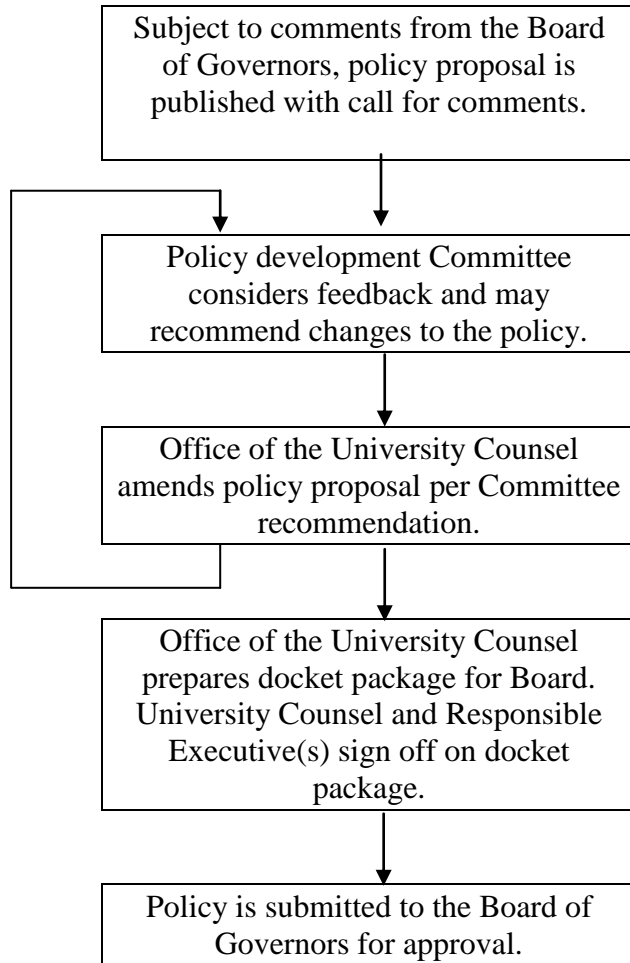 Subject to comments from the Board
of Governors, policy proposal is
published with call for comments.
Policy development Committee
considers feedback and may
recommend changes to the policy.
Office of the University Counsel
amends policy proposal per Committee
recommendation.
Office of the University Counsel
prepares docket package for Board.
University Counsel and Responsible
Executive(s) sign off on docket
package.
Policy is submitted to the Board of
Governors for approval.